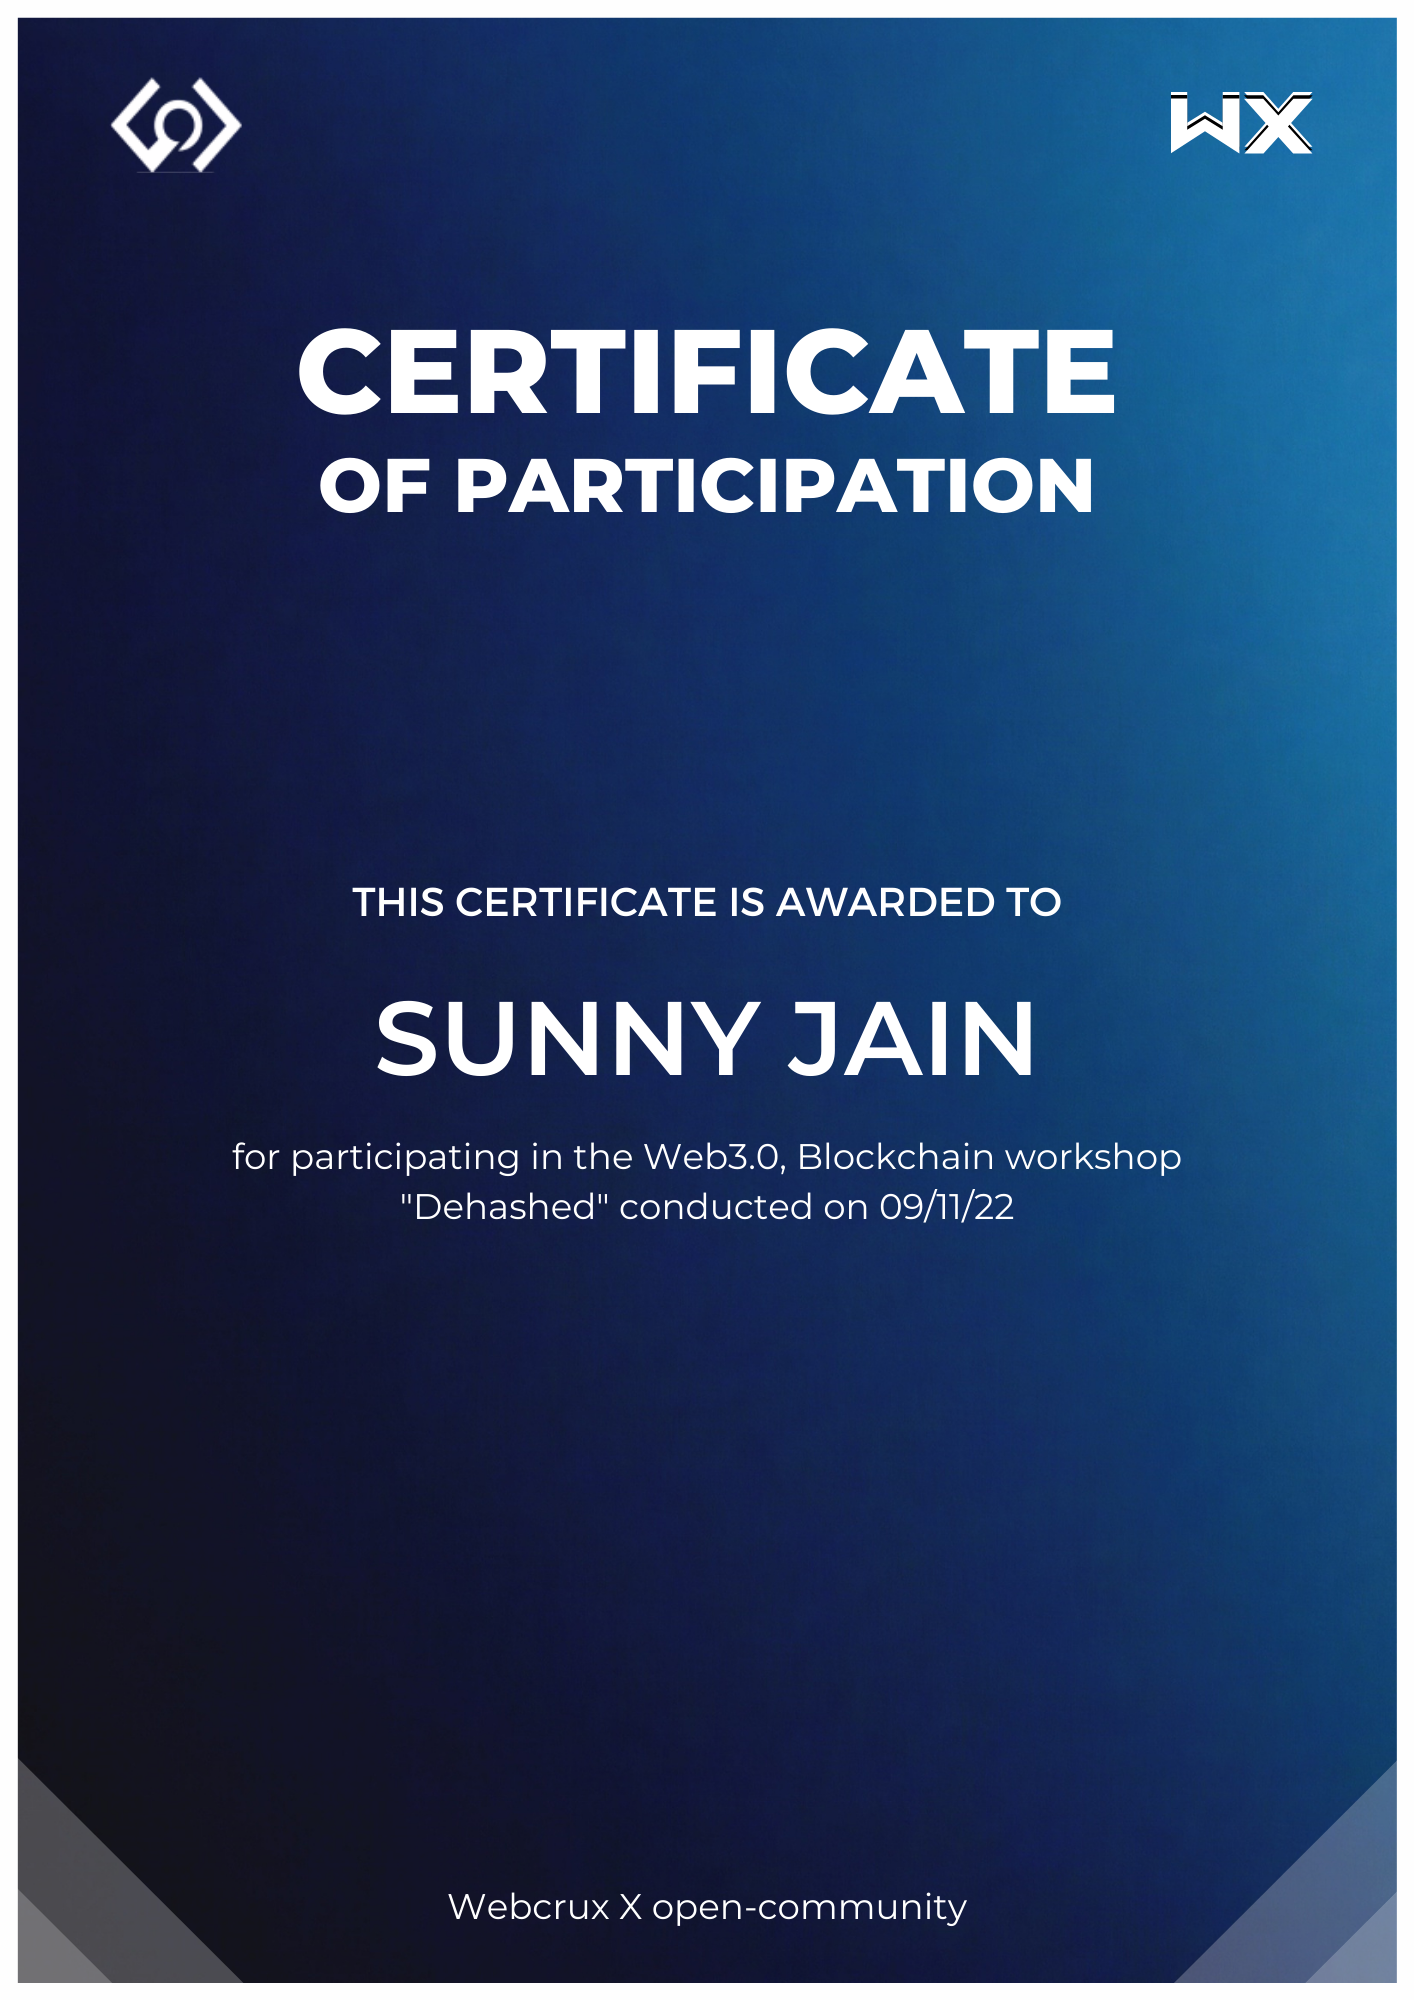 WX
CERTIFICATE
OF PARTICIPATION
THIS CERTIFICATE IS AWARDED TO
SUNNY JAIN
for participating in the Web3.0, Blockchain workshop
"Dehashed" conducted on 09/11/22
Webcrux X open-community